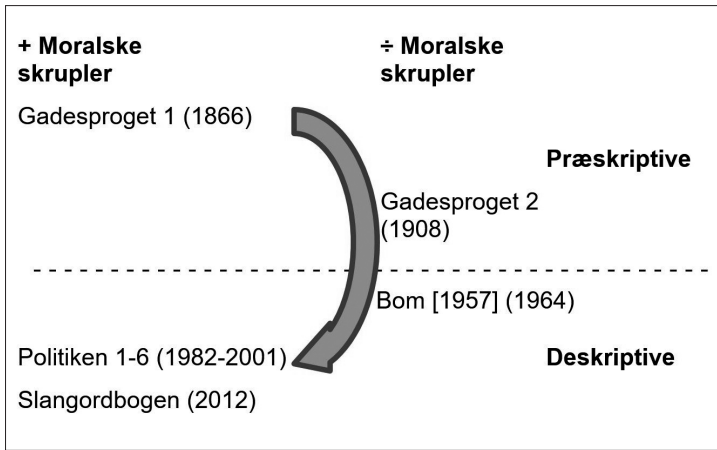 + Moralske
skrupler
÷ Moralske
skrupler
Gadesproget 1 (1866)
Præskriptive
Gadesproget 2
(1908)
Bom [1957] (1964)
Politiken 1-6 (1982-2001)
Deskriptive
Slangordbogen (2012)